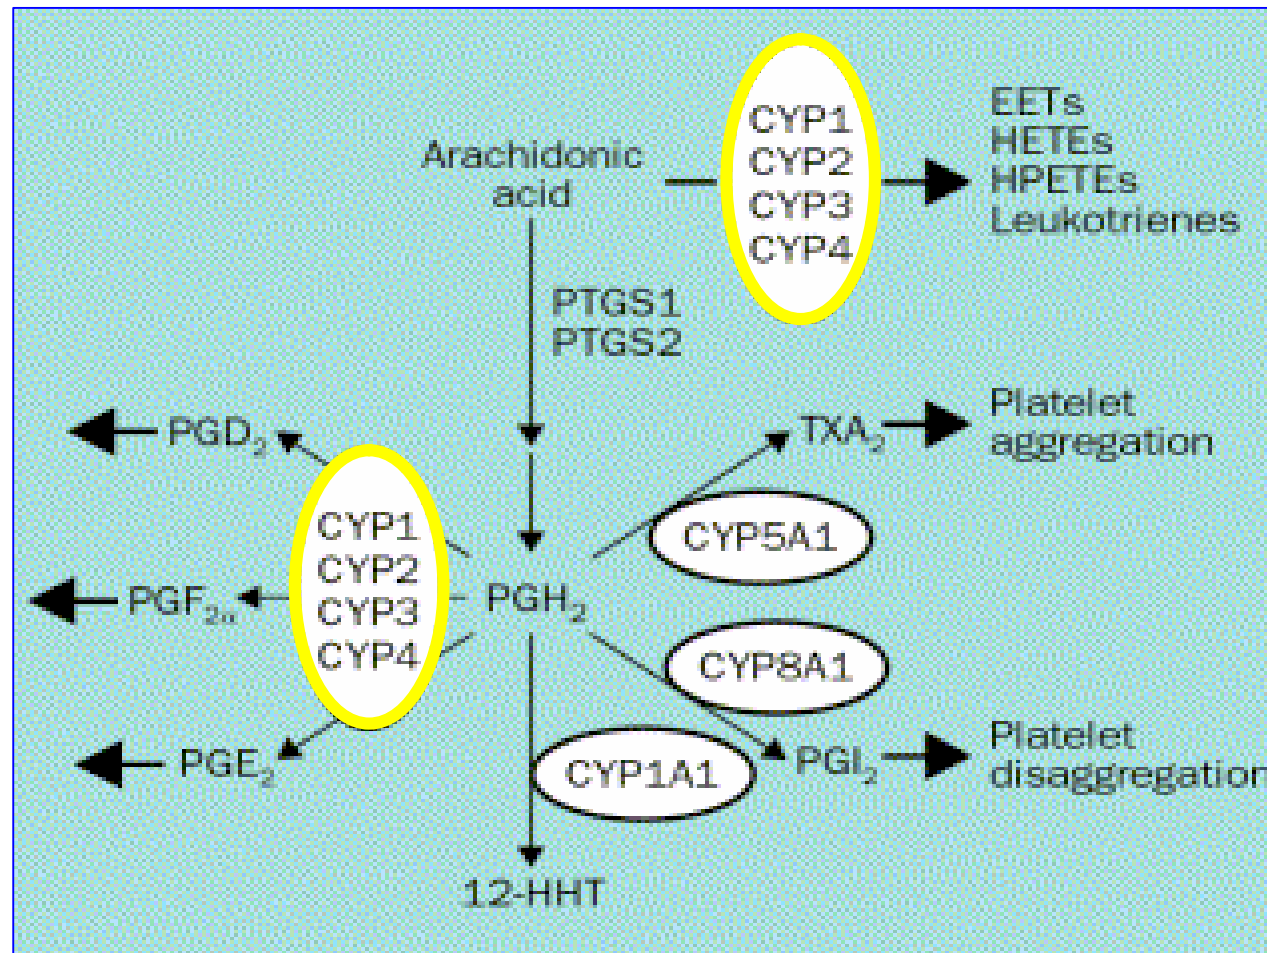 Arachidonic
acid
CYP1
CYP2
CYP3
CYP4
EETs
HETEs
HPETEs
Leukotrienes
PTGS1
PTGS2
PGD₂
TXA₂
Platelet
aggregation
CYP5A1
CYP1
CYP2
CYP3
CYP4
PGF₂α
PGH₂
CYP8A1
PGE₂
CYP1A1
PGI₂
Platelet
disaggregation
12-HHT